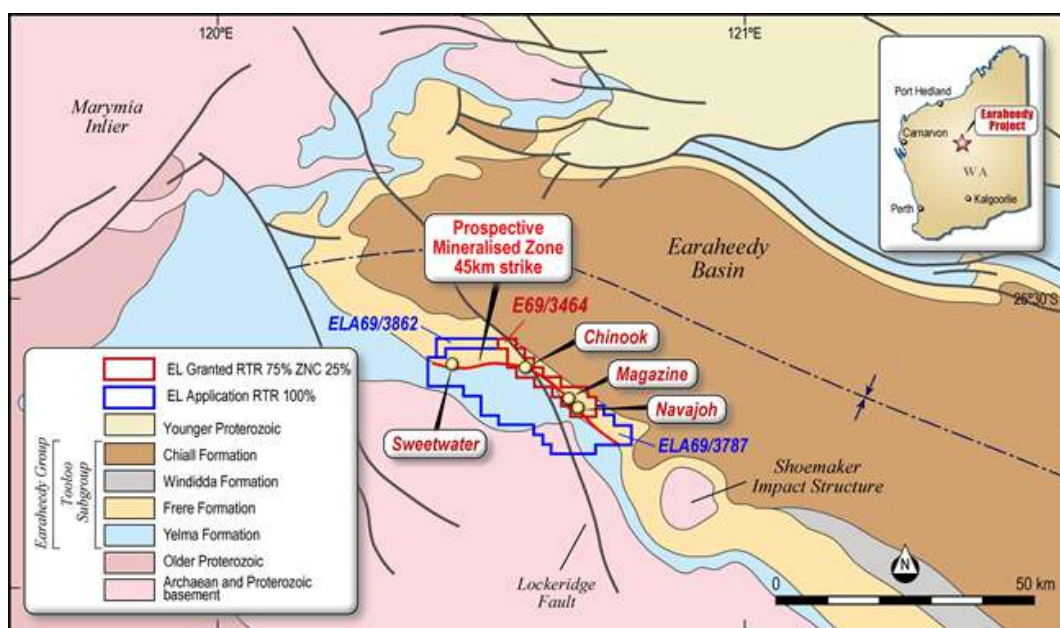 120°E
121°E
Marymia
Inlier
Port Hedland
Earaheedy
Project
Carnarvon
WA
Kalgoorlie
Perth
Prospective
Mineralised Zone
45km strike
Earaheedy
Basin
25°30'S
ELA69/3862
E69/3464
Chinook
Magazine
Navajoh
Sweetwater
ELA69/3787
Shoemaker
Impact Structure
Lockeridge
Fault
EL Granted RTR 75% ZNC 25%
EL Application RTR 100%
Younger Proterozoic
Earaheedy Group
Tooloo
Subgroup
Chiall Formation
Windidda Formation
Frere Formation
Yelma Formation
Older Proterozoic
Archaean and Proterozoic
basement
N
0
50 km